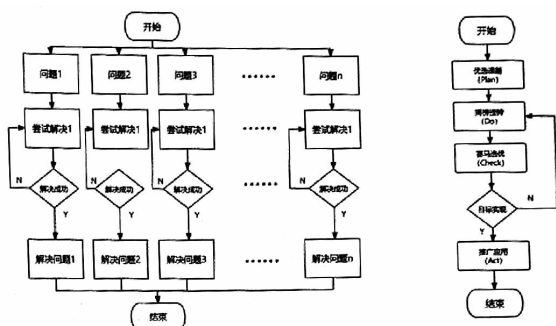 开始
问题1 问题2 问题3 …… 问题n
尝试解决1 尝试解决1 尝试解决1 …… 尝试解决1
N 解决成功 N 解决成功 N 解决成功 …… N 解决成功
Y Y Y Y
解决问题1 解决问题2 解决问题3 …… 解决问题n
结束
开始
(Plan)
(Do)
赛马选优
(Check)
目标实现 N
Y
推广应用
(Act)
结束